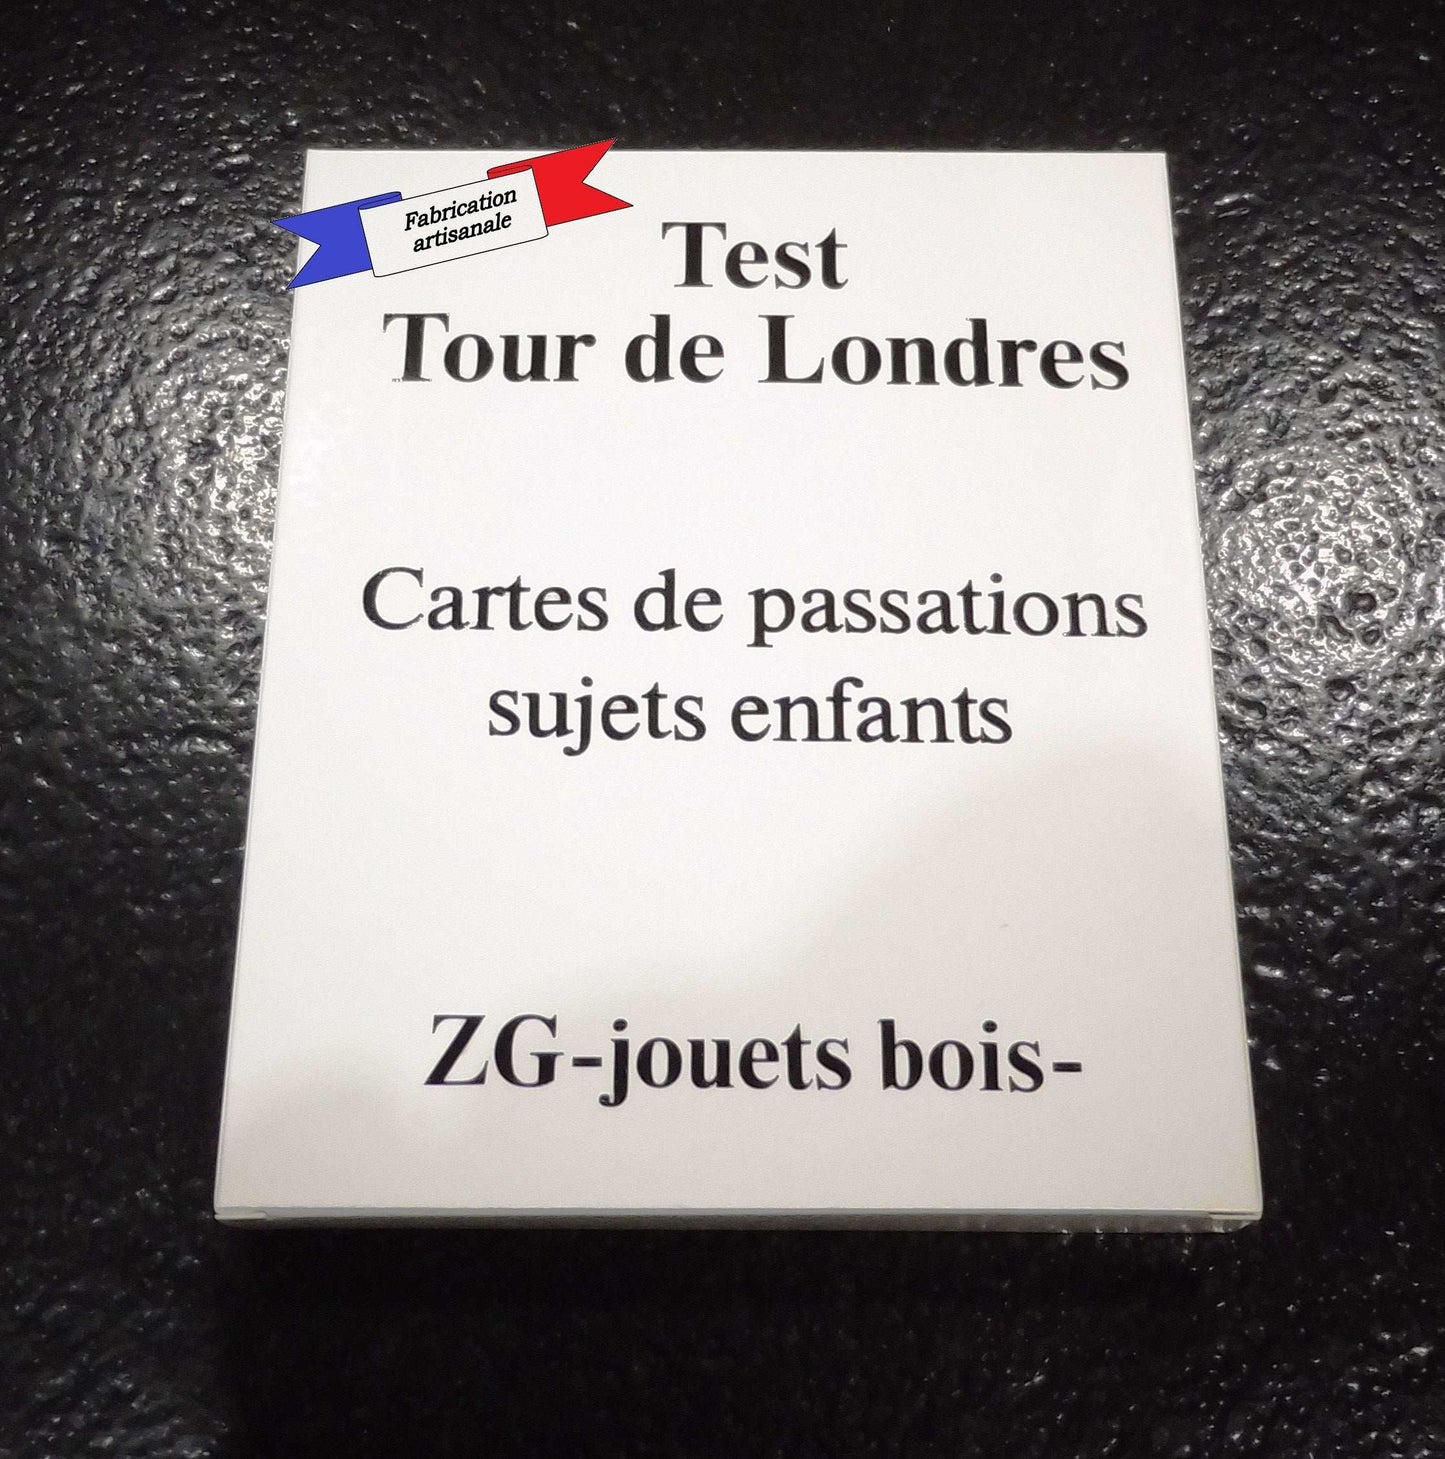 Fabrication
artisanale
Test
Tour de Londres
Cartes de passations
sujets enfants
ZG-jouets bois-